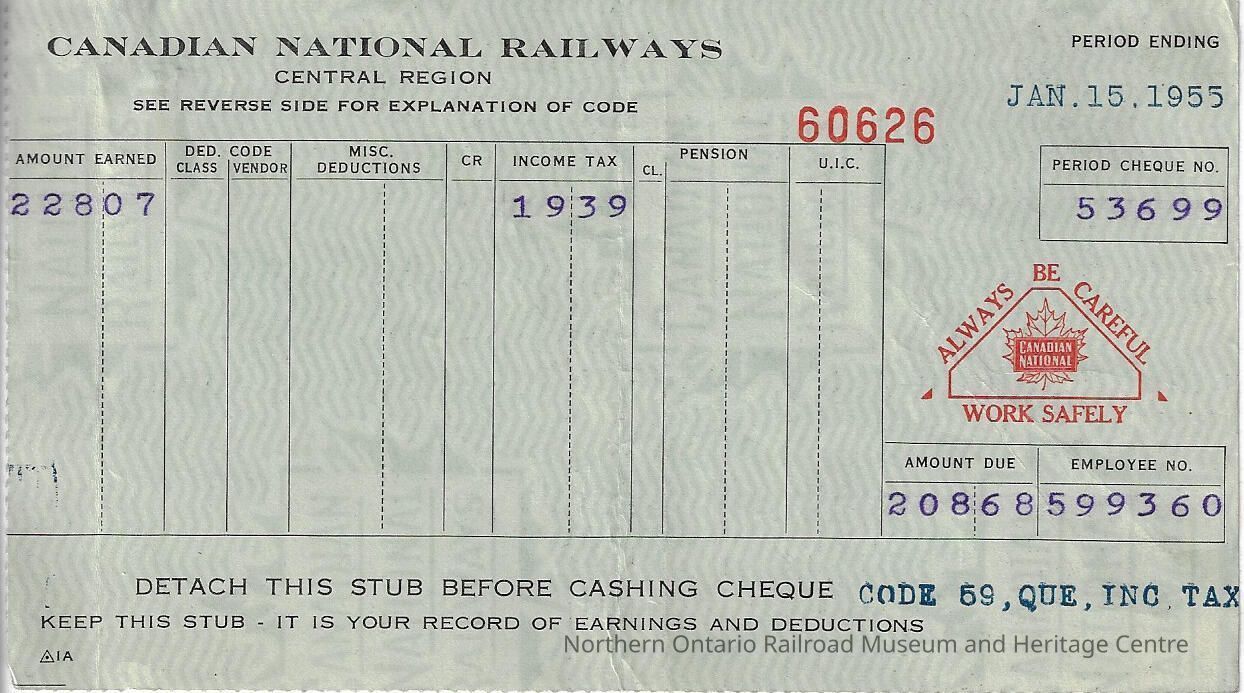 CANADIAN NATIONAL RAILWAYS
CENTRAL REGION
SEE REVERSE SIDE FOR EXPLANATION OF CODE
PERIOD ENDING
JAN.15.1955
60626
AMOUNT EARNED
DED. CODE
CLASS VENDOR
MISC.
DEDUCTIONS
CR
INCOME TAX
CL.
PENSION
U.I.C.
PERIOD CHEQUE NO.
22807
1939
53699
ALWAYS BE CAREFUL
CANADIAN
NATIONAL
WORK SAFELY
AMOUNT DUE
EMPLOYEE NO.
20868
599360
DETACH THIS STUB BEFORE CASHING CHEQUE
CODE 59,QUE,INC.TAX
KEEP THIS STUB - IT IS YOUR RECORD OF EARNINGS AND DEDUCTIONS
Northern Ontario Railroad Museum and Heritage Centre
1A